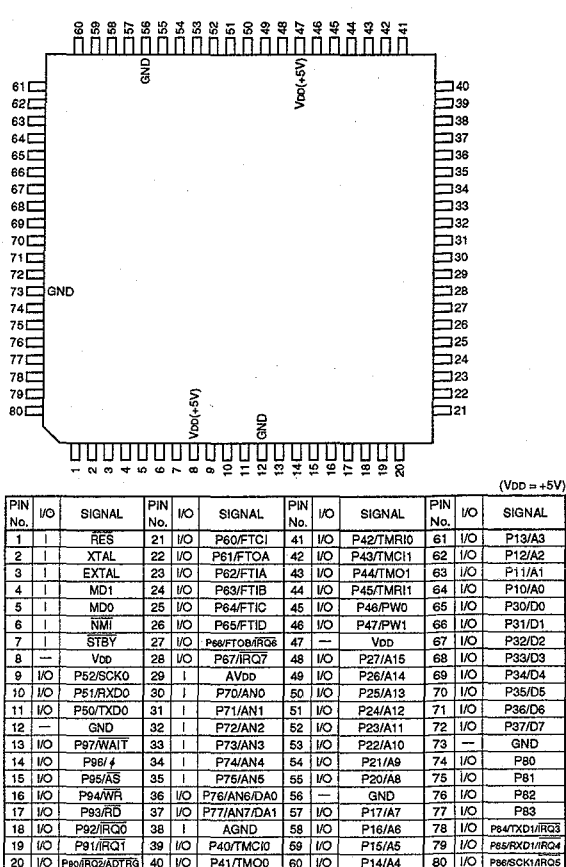 60 59 58 57 56 55 54 53 52 51 50 49 48 47 46 45 44 43 42 41
GND VDD(+5V)
61 40
62 39
63 38
64 37
65 36
66 35
67 34
68 33
69 32
70 31
71 30
72 29
73 GND 28
74 27
75 26
76 25
77 24
78 23
79 22
80 21
VDD(+5V) GND
1 2 3 4 5 6 7 8 9 10 11 12 13 14 15 16 17 18 19 20
(VDD = +5V)
PIN No. I/O SIGNAL PIN No. I/O SIGNAL PIN No. I/O SIGNAL PIN No. I/O SIGNAL
1 I RES 21 I/O P60/FTCI 41 I/O P42/TMRI0 61 I/O P13/A3
2 I XTAL 22 I/O P61/FTOA 42 I/O P43/TMCI1 62 I/O P12/A2
3 I EXTAL 23 I/O P62/FTIA 43 I/O P44/TMO1 63 I/O P11/A1
4 I MD1 24 I/O P63/FTIB 44 I/O P45/TMRI1 64 I/O P10/A0
5 I MD0 25 I/O P64/FTIC 45 I/O P46/PW0 65 I/O P30/D0
6 I NMI 26 I/O P65/FTID 46 I/O P47/PW1 66 I/O P31/D1
7 I STBY 27 I/O P66/FTOB/IRQ6 47 — VDD 67 I/O P32/D2
8 — VDD 28 I/O P67/IRQ7 48 I/O P27/A15 68 I/O P33/D3
9 I/O P52/SCK0 29 I AVDD 49 I/O P26/A14 69 I/O P34/D4
10 I/O P51/RXD0 30 I P70/AN0 50 I/O P25/A13 70 I/O P35/D5
11 I/O P50/TXD0 31 I P71/AN1 51 I/O P24/A12 71 I/O P36/D6
12 — GND 32 I P72/AN2 52 I/O P23/A11 72 I/O P37/D7
13 I/O P97/WAIT 33 I P73/AN3 53 I/O P22/A10 73 — GND
14 I/O P96/ϕ 34 I P74/AN4 54 I/O P21/A9 74 I/O P80
15 I/O P95/AS 35 I P75/AN5 55 I/O P20/A8 75 I/O P81
16 I/O P94/WR 36 I/O P76/AN6/DA0 56 — GND 76 I/O P82
17 I/O P93/RD 37 I/O P77/AN7/DA1 57 I/O P17/A7 77 I/O P83
18 I/O P92/IRQ0 38 I AGND 58 I/O P16/A6 78 I/O P84/TXD1/IRQ3
19 I/O P91/IRQ1 39 I/O P40/TMCI0 59 I/O P15/A5 79 I/O P85/RXD1/IRQ4
20 I/O P90/IRQ2/ADTRG 40 I/O P41/TMO0 60 I/O P14/A4 80 I/O P86/SCK1/IRQ5